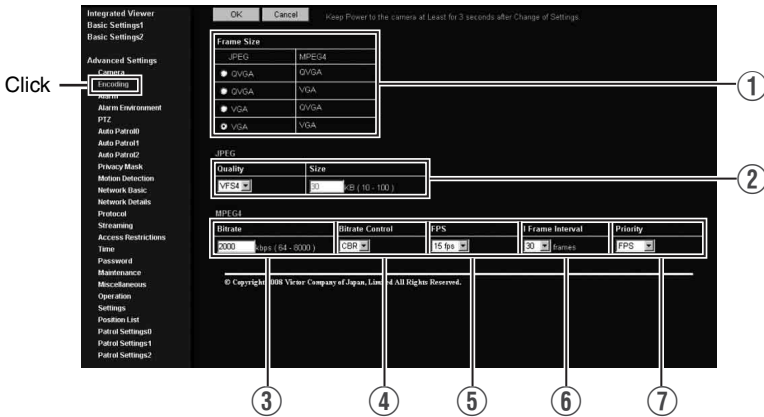 Integrated Viewer
Basic Settings1
Basic Settings2
Advanced Settings
Camera
Encoding
Alarm
Alarm Environment
PTZ
Auto Patrol0
Auto Patrol1
Auto Patrol2
Privacy Mask
Motion Detection
Network Basic
Network Details
Protocol
Streaming
Access Restrictions
Time
Password
Maintenance
Miscellaneous
Operation
Settings
Position List
Patrol Settings0
Patrol Settings1
Patrol Settings2
Click
OK Cancel Keep Power to the camera at Least for 3 seconds after Change of Settings.
Frame Size
JPEG MPEG4
QVGA QVGA
QVGA VGA
VGA QVGA
VGA VGA
①
JPEG
Quality Size
VFS4 30 KB ( 10 - 100 )
②
MPEG4
Bitrate Bitrate Control FPS I Frame Interval Priority
2000 kbps ( 64 - 8000 ) CBR 15 fps 30 frames FPS
© Copyright 2008 Victor Company of Japan, Limited All Rights Reserved.
③ ④ ⑤ ⑥ ⑦